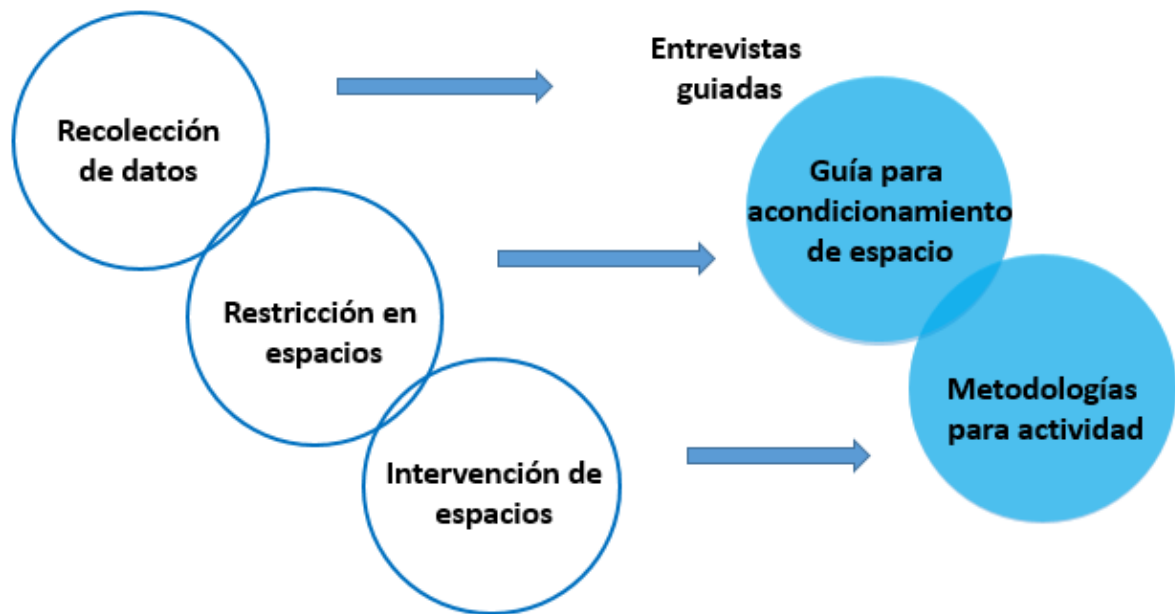 Recolección
de datos
Entrevistas
guiadas
Restricción en
espacios
Guía para
acondicionamiento
de espacio
Intervención de
espacios
Metodologías
para actividad